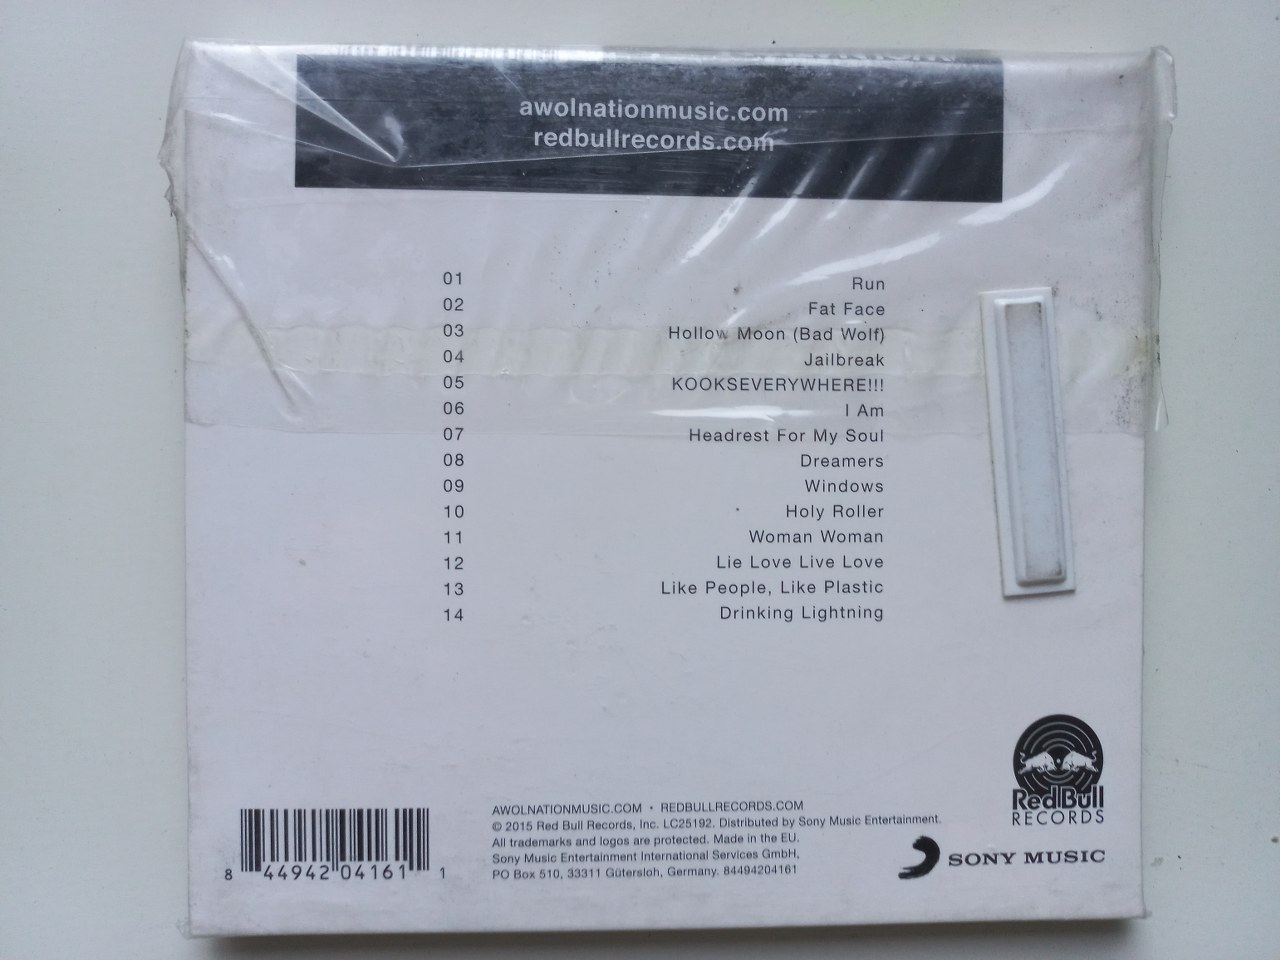 awolnationmusic.com
redbullrecords.com
01 Run
02 Fat Face
03 Hollow Moon (Bad Wolf)
04 Jailbreak
05 KOOKSEVERYWHERE!!!
06 I Am
07 Headrest For My Soul
08 Dreamers
09 Windows
10 Holy Roller
11 Woman Woman
12 Lie Love Live Love
13 Like People, Like Plastic
14 Drinking Lightning
Red Bull
RECORDS
SONY MUSIC
AWOLNATIONMUSIC.COM • REDBULLRECORDS.COM
© 2015 Red Bull Records, Inc. LC25192. Distributed by Sony Music Entertainment.
All trademarks and logos are protected. Made in the EU.
Sony Music Entertainment International Services GmbH,
PO Box 510, 33311 Gütersloh, Germany. 84494204161
8 44942 04161 1